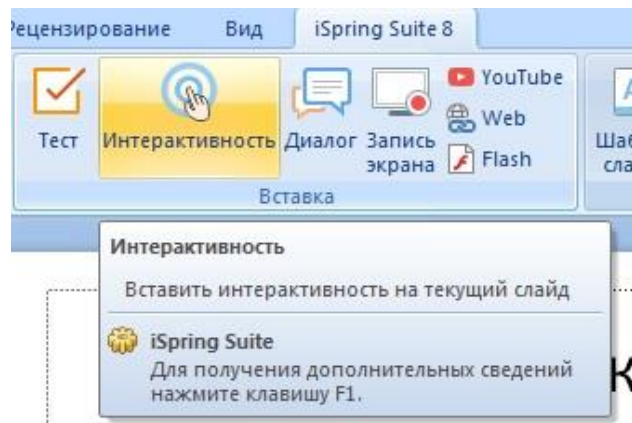 Рецензирование Вид iSpring Suite 8
Тест Интерактивность Диалог Запись экрана YouTube
Web
Flash
Вставка
Интерактивность
Вставить интерактивность на текущий слайд
iSpring Suite
Для получения дополнительных сведений
нажмите клавишу F1.